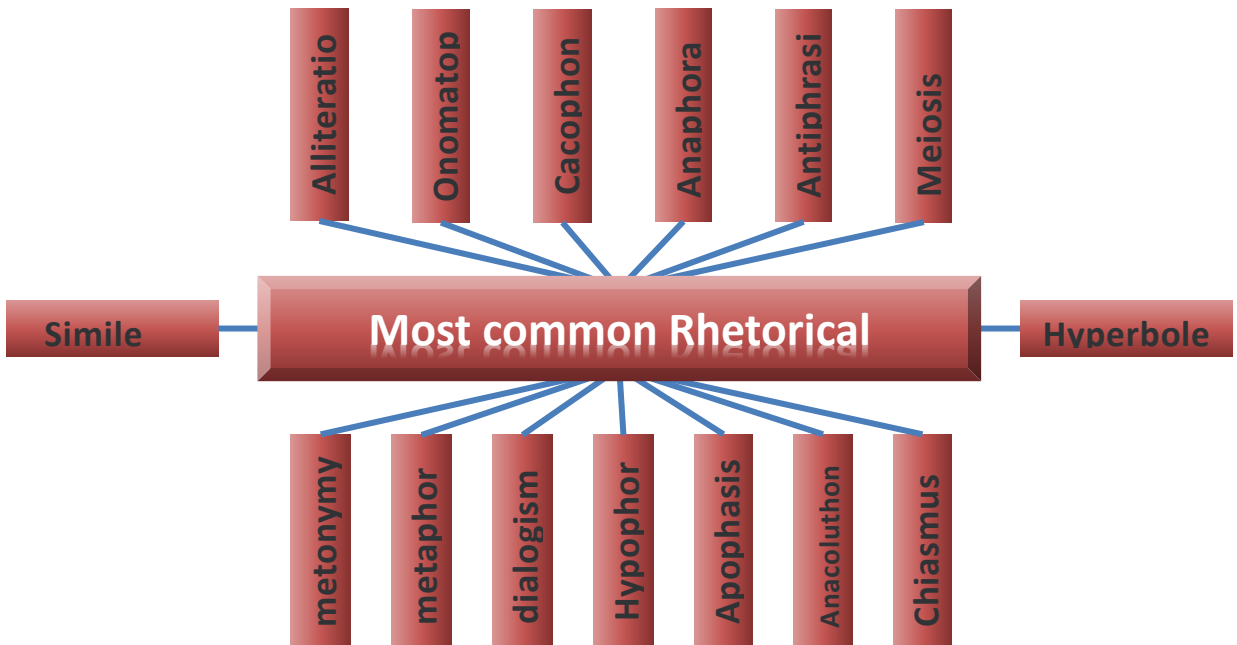 Alliteratio
Onomatop
Cacophon
Anaphora
Antiphrasi
Meiosis
Simile
Most common Rhetorical
Hyperbole
metonymy
metaphor
dialogism
Hypophor
Apophasis
Anacoluthon
Chiasmus